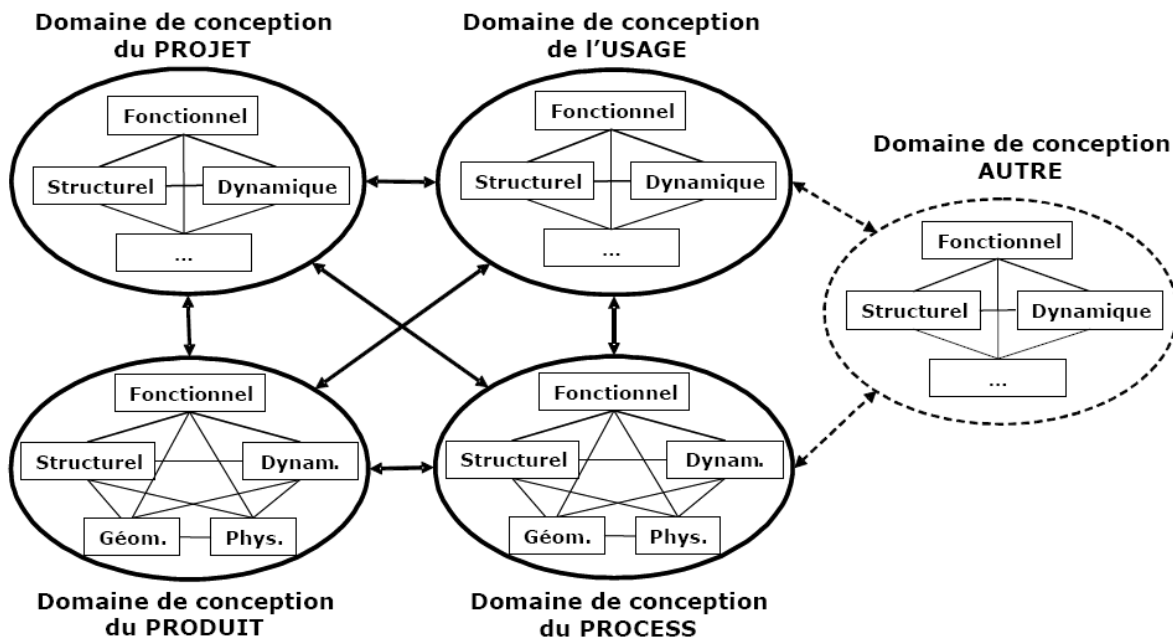 Domaine de conception
du PROJET
Fonctionnel
Structurel
Dynamique
...
Domaine de conception
de l'USAGE
Fonctionnel
Structurel
Dynamique
...
Domaine de conception
AUTRE
Fonctionnel
Structurel
Dynamique
...
Fonctionnel
Structurel
Dynam.
Géom.
Phys.
Domaine de conception
du PRODUIT
Fonctionnel
Structurel
Dynam.
Géom.
Phys.
Domaine de conception
du PROCESS